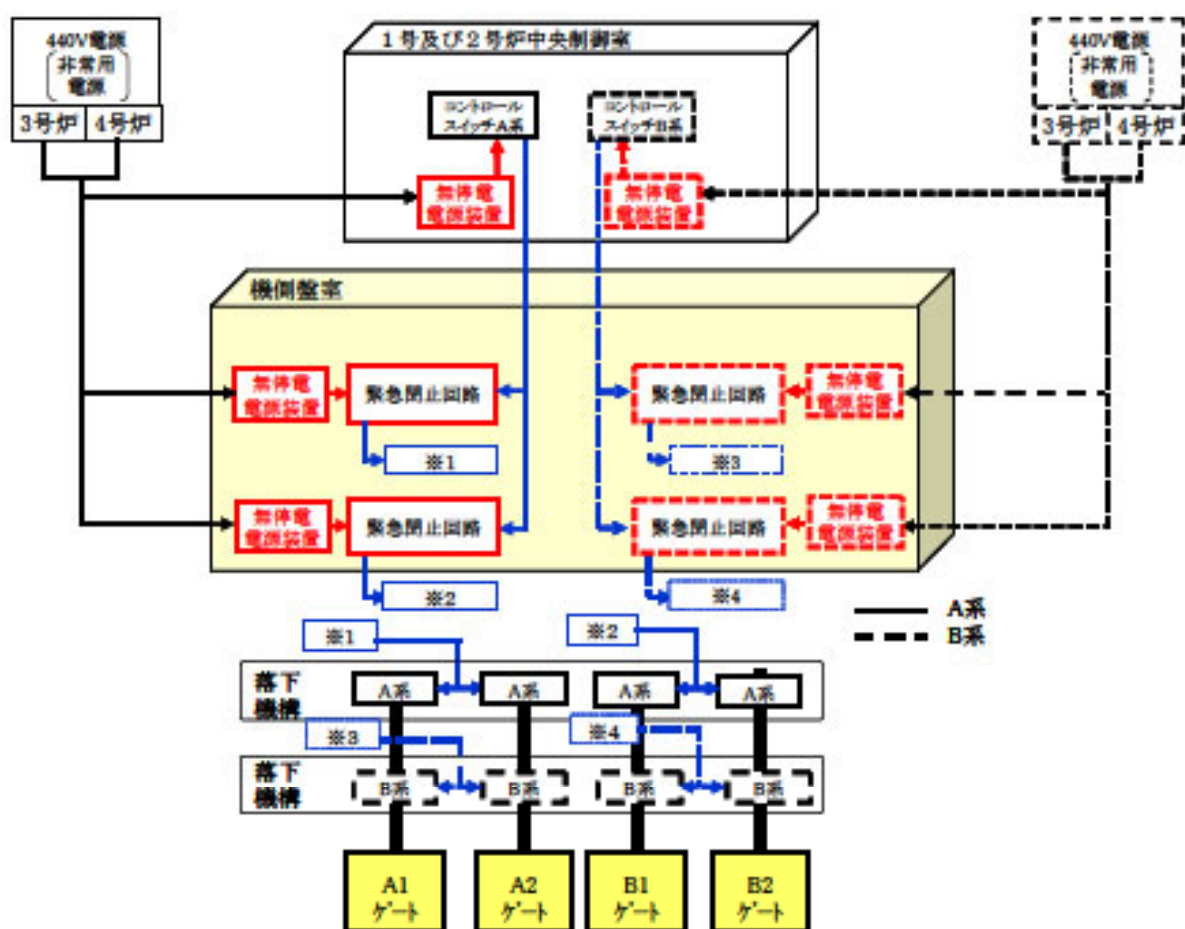 440V電源
非常用
電源
3号炉 4号炉
1号及び2号炉中央制御室
コントロール
スイッチA系
コントロール
スイッチB系
無停電
電源装置
無停電
電源装置
440V電源
非常用
電源
3号炉 4号炉
機側盤室
無停電
電源装置
緊急閉止回路
緊急閉止回路
無停電
電源装置
※1
※3
無停電
電源装置
緊急閉止回路
緊急閉止回路
無停電
電源装置
※2
※4
A系
B系
※1
※2
落下
機構
A系
A系
A系
A系
※3
※4
落下
機構
B系
B系
B系
B系
A1
ゲート
A2
ゲート
B1
ゲート
B2
ゲート